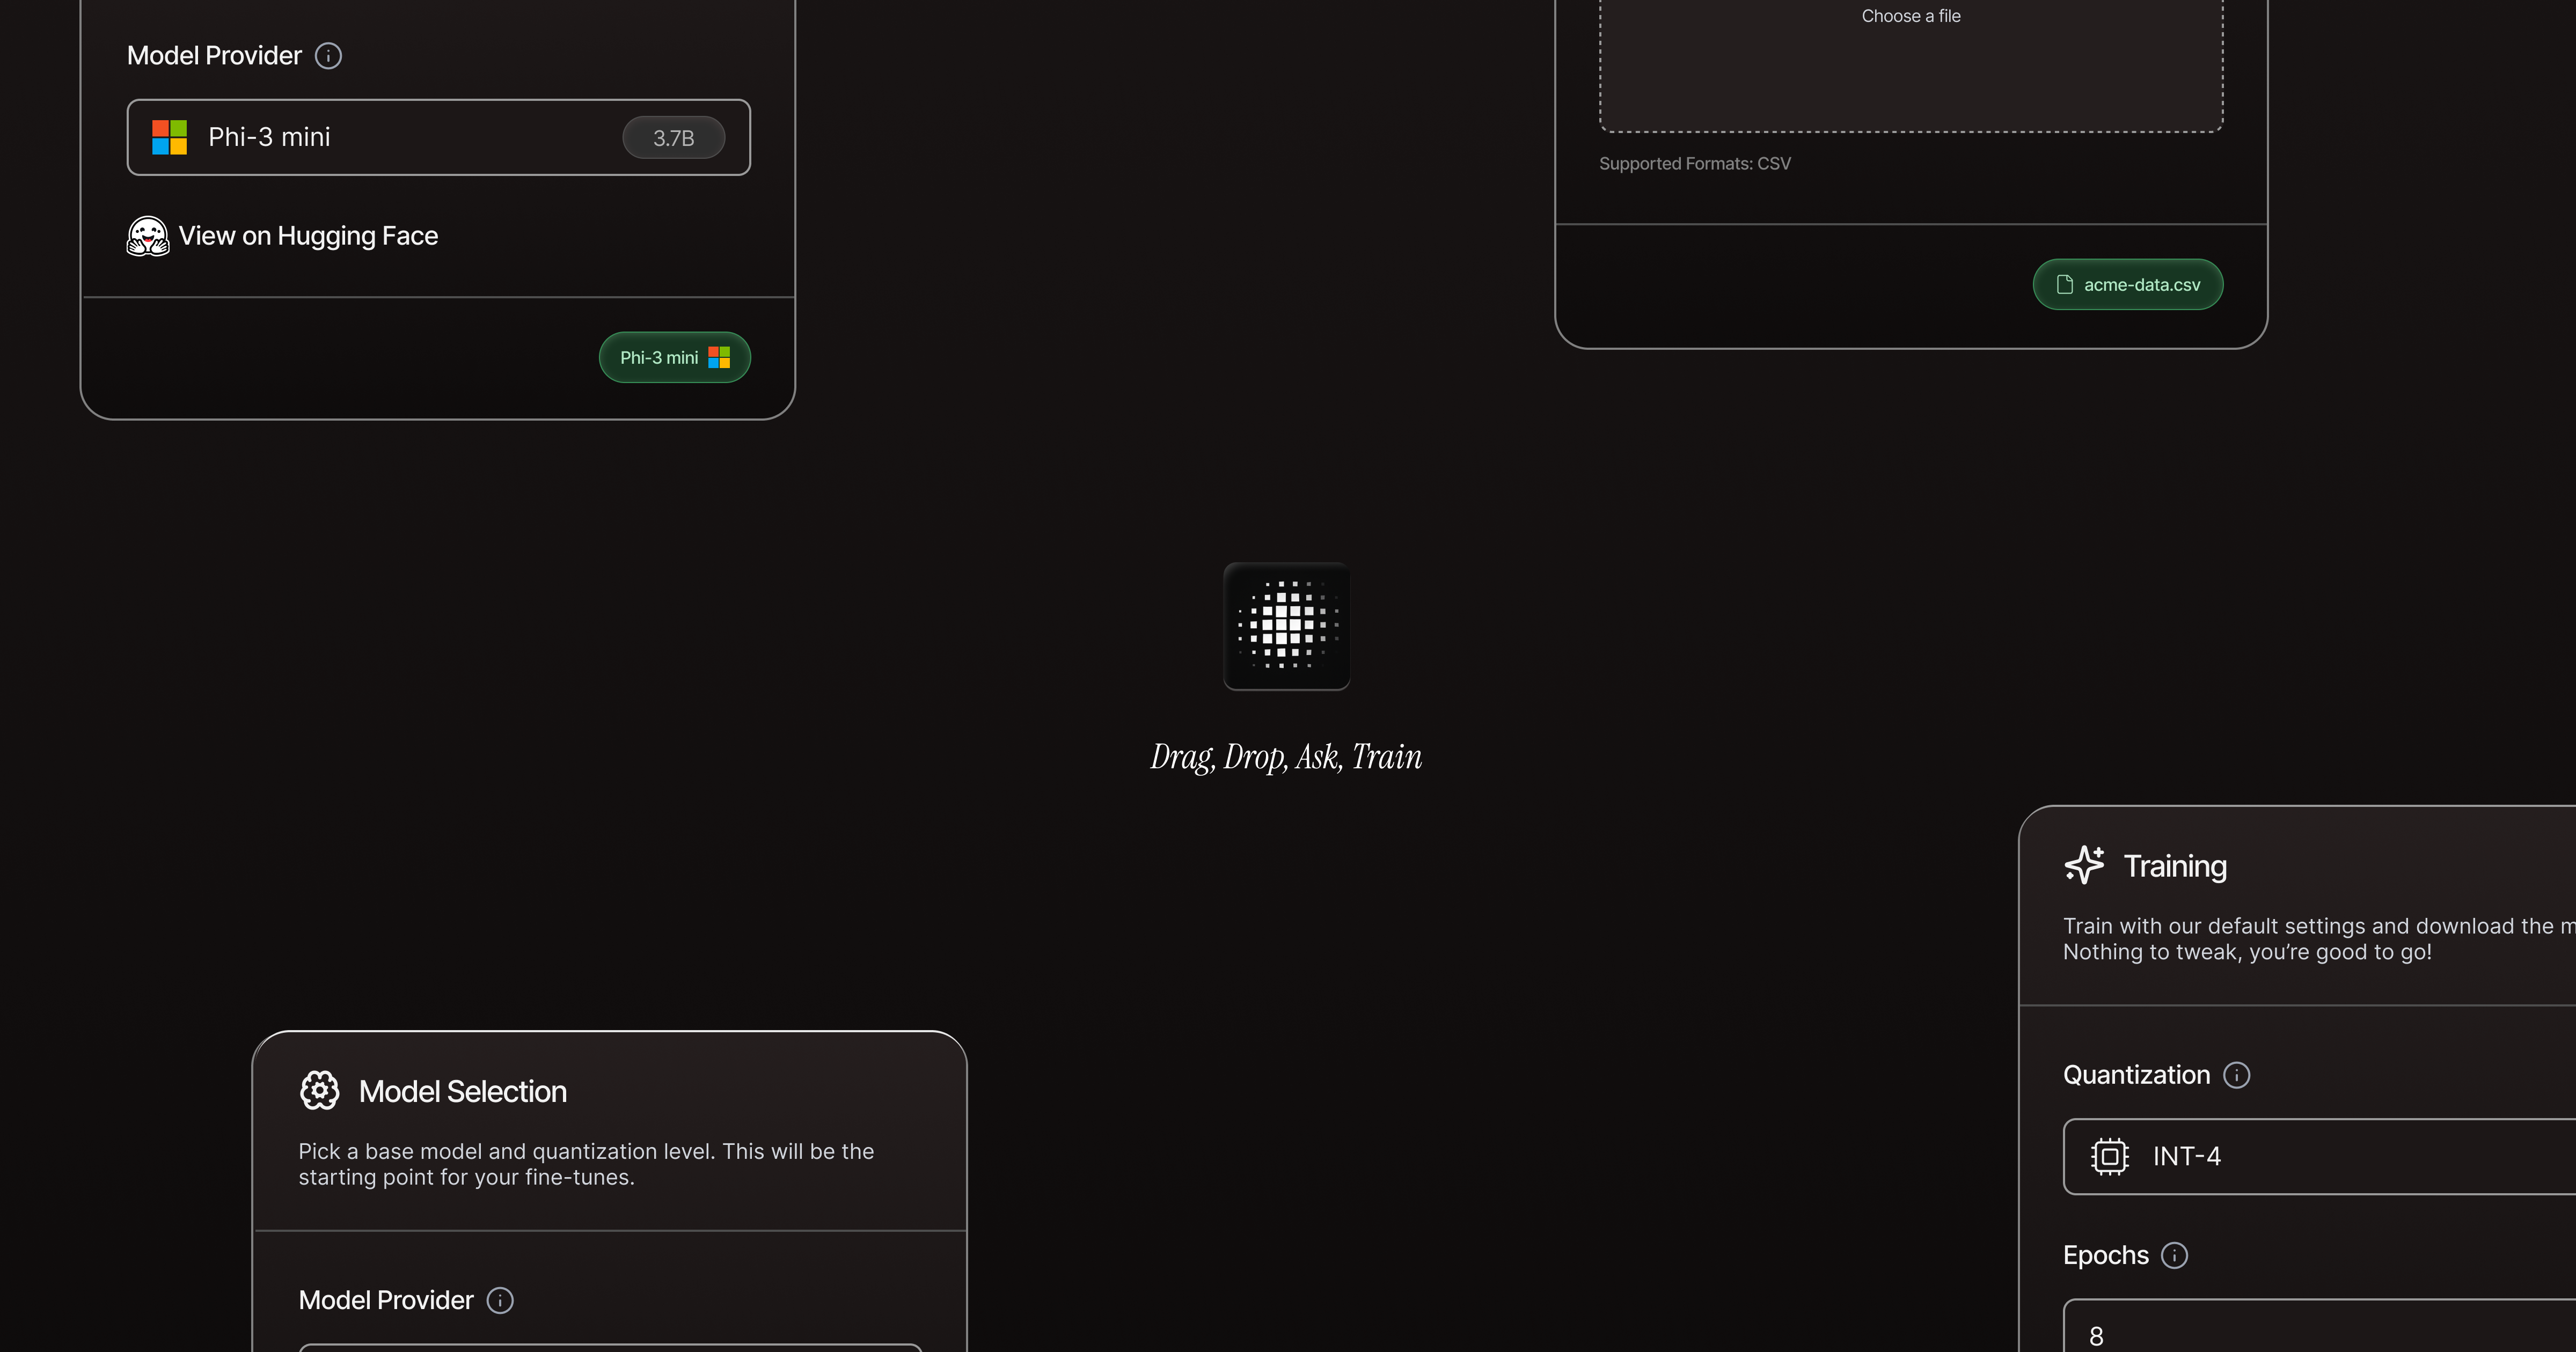 Model Provider
Phi-3 mini
3.7B
View on Hugging Face
Phi-3 mini
Choose a file
Supported Formats: CSV
acme-data.csv
Drag, Drop, Ask, Train
Training
Train with our default settings and download the
Nothing to tweak, you’re good to go!
Quantization
INT-4
Epochs
8
Model Selection
Pick a base model and quantization level. This will be the
starting point for your fine-tunes.
Model Provider